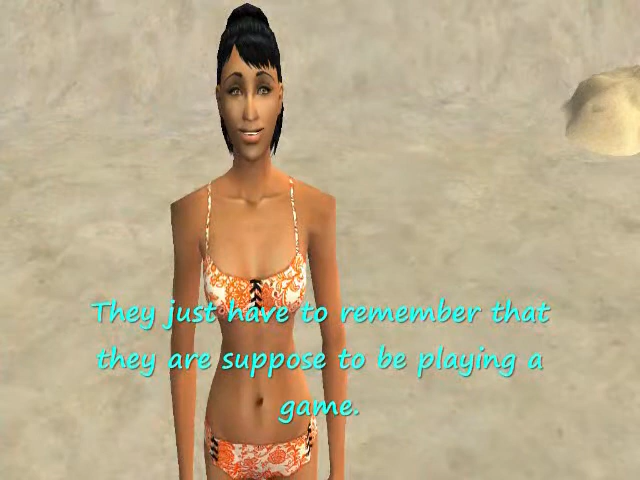 They just have to remember that
they are suppose to be playing a
game.